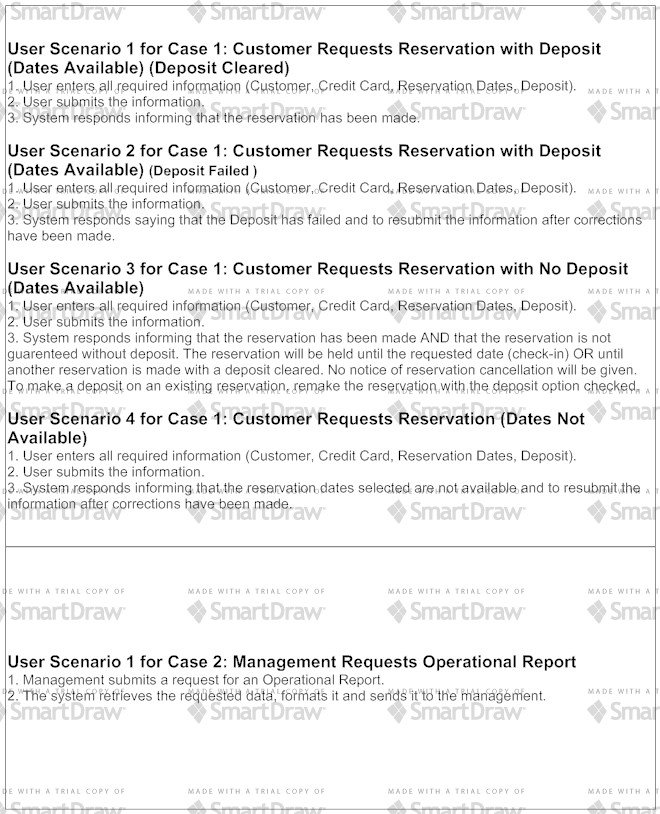 User Scenario 1 for Case 1: Customer Requests Reservation with Deposit
(Dates Available) (Deposit Cleared)
1. User enters all required information (Customer, Credit Card, Reservation Dates, Deposit).
2. User submits the information.
3. System responds informing that the reservation has been made.
User Scenario 2 for Case 1: Customer Requests Reservation with Deposit
(Dates Available) (Deposit Failed )
1. User enters all required information (Customer, Credit Card, Reservation Dates, Deposit).
2. User submits the information.
3. System responds saying that the Deposit has failed and to resubmit the information after corrections
have been made.
User Scenario 3 for Case 1: Customer Requests Reservation with No Deposit
(Dates Available)
1. User enters all required information (Customer, Credit Card, Reservation Dates, Deposit).
2. User submits the information.
3. System responds informing that the reservation has been made AND that the reservation is not
guarenteed without deposit. The reservation will be held until the requested date (check-in) OR until
another reservation is made with a deposit cleared. No notice of reservation cancellation will be given.
To make a deposit on an existing reservation, remake the reservation with the deposit option checked.
User Scenario 4 for Case 1: Customer Requests Reservation (Dates Not
Available)
1. User enters all required information (Customer, Credit Card, Reservation Dates, Deposit).
2. User submits the information.
3. System responds informing that the reservation dates selected are not available and to resubmit the
information after corrections have been made.
MADE WITH A TRIAL COPY OF
SmartDraw
User Scenario 1 for Case 2: Management Requests Operational Report
1. Management submits a request for an Operational Report.
2. The system retrieves the requested data, formats it and sends it to the management.